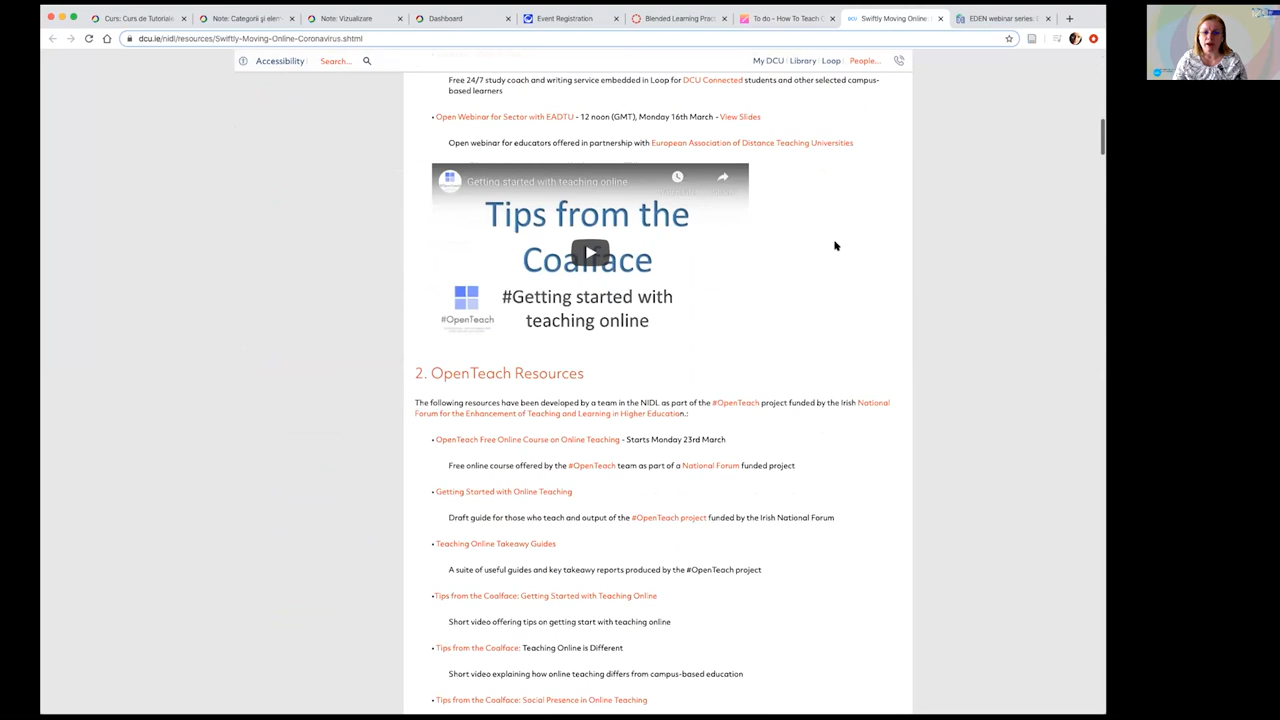 Curs: Curs de Tutoriale
Note: Categorii și elem
Note: Vizualizare
Dashboard
Event Registration
Blended Learning Prac
To do - How To Teach O
Swiftly Moving Online
EDEN webinar series: E
dcu.ie/nidl/resources/Swiftly-Moving-Online-Coronavirus.shtml
Accessibility Search...
My DCU Library Loop People...
Free 24/7 study coach and writing service embedded in Loop for DCU Connected students and other selected campus-
based learners
• Open Webinar for Sector with EADTU - 12 noon (GMT), Monday 16th March - View Slides
Open webinar for educators offered in partnership with European Association of Distance Teaching Universities
Getting started with teaching online
Tips from the
Coalface
#Getting started with
teaching online
#OpenTeach
2. OpenTeach Resources
The following resources have been developed by a team in the NIDL as part of the #OpenTeach project funded by the Irish National
Forum for the Enhancement of Teaching and Learning in Higher Education.:
• OpenTeach Free Online Course on Online Teaching - Starts Monday 23rd March
Free online course offered by the #OpenTeach team as part of a National Forum funded project
• Getting Started with Online Teaching
Draft guide for those who teach and output of the #OpenTeach project funded by the Irish National Forum
• Teaching Online Takeawy Guides
A suite of useful guides and key takeawy reports produced by the #OpenTeach project
•Tips from the Coalface: Getting Started with Teaching Online
Short video offering tips on getting start with teaching online
• Tips from the Coalface: Teaching Online is Different
Short video explaining how online teaching differs from campus-based education
• Tips from the Coalface: Social Presence in Online Teaching